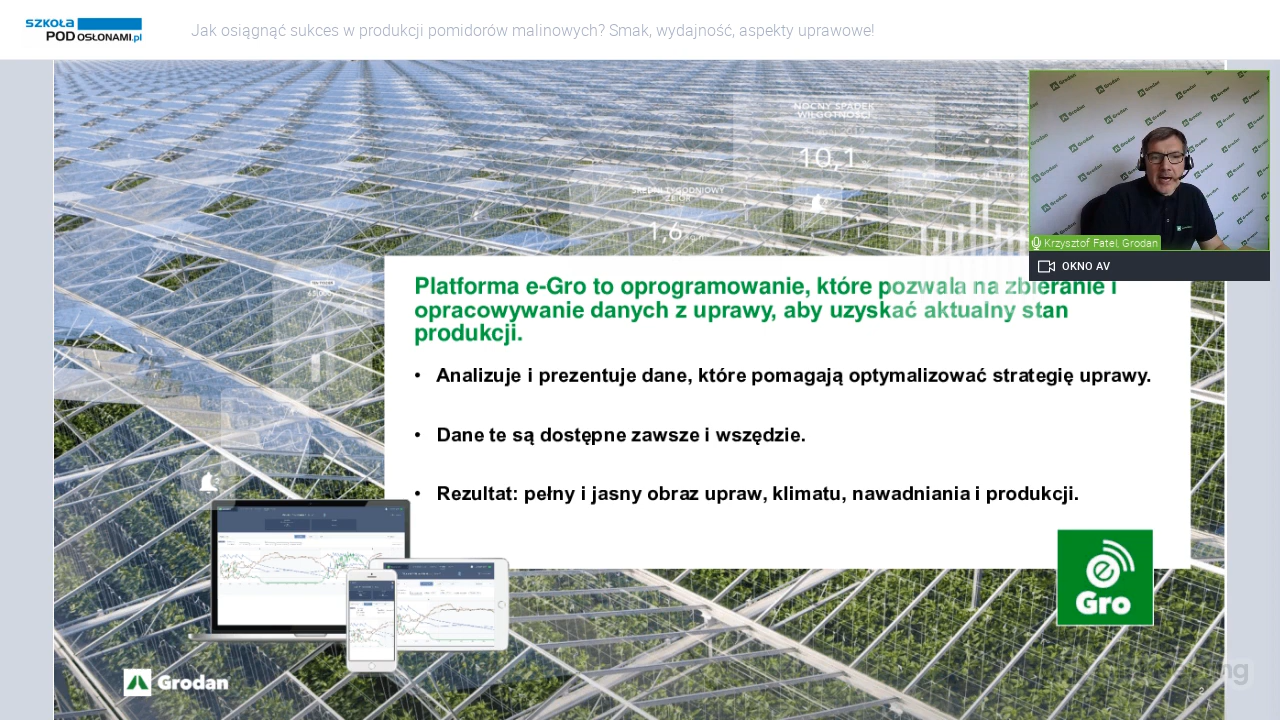 SZKOŁA
POD OSŁONAMI.pl
Jak osiągnąć sukces w produkcji pomidorów malinowych? Smak, wydajność, aspekty uprawowe!
NOCNY SPADEK
WILGOTNOŚCI
10,1
ŚREDNI TYGODNIOWY
1,6
Krzysztof Fatel, Grodan
OKNO AV
Platforma e-Gro to oprogramowanie, które pozwala na zbieranie i
opracowywanie danych z uprawy, aby uzyskać aktualny stan
produkcji.
• Analizuje i prezentuje dane, które pomagają optymalizować strategię uprawy.
• Dane te są dostępne zawsze i wszędzie.
• Rezultat: pełny i jasny obraz upraw, klimatu, nawadniania i produkcji.
e
Gro
Grodan